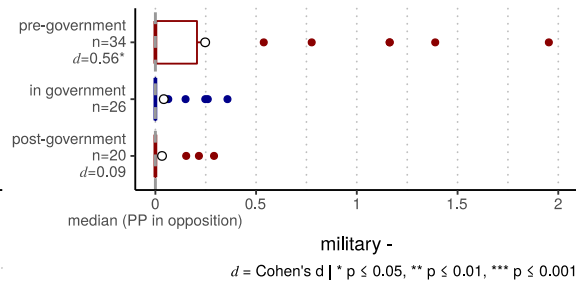 pre-government
n=34
d=0.56*
in government
n=26
post-government
n=20
d=0.09
0 0.5 1 1.5 2
median (PP in opposition)
military -
d = Cohen's d | * p ≤ 0.05, ** p ≤ 0.01, *** p ≤ 0.001